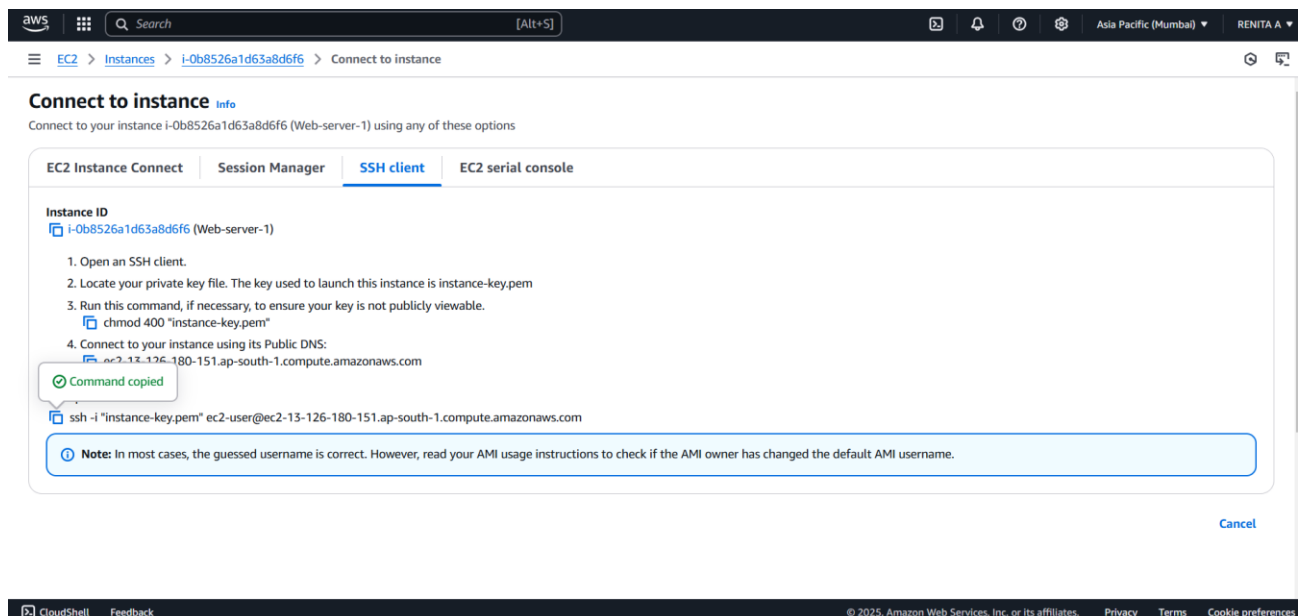 aws
Search [Alt+S] Asia Pacific (Mumbai) ▼ RENITA A ▼
EC2 > Instances > i-0b8526a1d63a8d6f6 > Connect to instance
Connect to instance Info
Connect to your instance i-0b8526a1d63a8d6f6 (Web-server-1) using any of these options
EC2 Instance Connect Session Manager SSH client EC2 serial console
Instance ID
i-0b8526a1d63a8d6f6 (Web-server-1)
1. Open an SSH client.
2. Locate your private key file. The key used to launch this instance is instance-key.pem
3. Run this command, if necessary, to ensure your key is not publicly viewable.
chmod 400 "instance-key.pem"
4. Connect to your instance using its Public DNS:
ec2-13-126-180-151.ap-south-1.compute.amazonaws.com
Command copied
ssh -i "instance-key.pem" ec2-user@ec2-13-126-180-151.ap-south-1.compute.amazonaws.com
Note: In most cases, the guessed username is correct. However, read your AMI usage instructions to check if the AMI owner has changed the default AMI username.
Cancel
CloudShell Feedback © 2025, Amazon Web Services, Inc. or its affiliates. Privacy Terms Cookie preferences